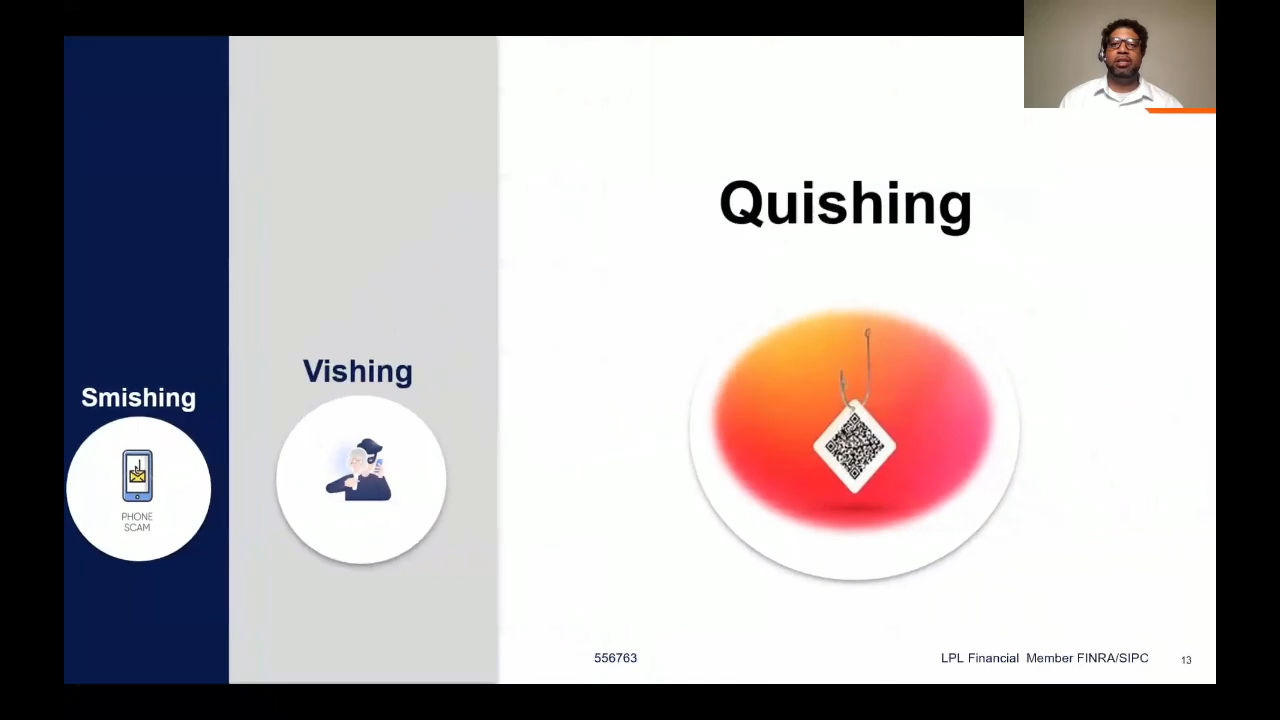 Quishing
Vishing
Smishing
PHONE
SCAM
556763
LPL Financial Member FINRA/SIPC
13